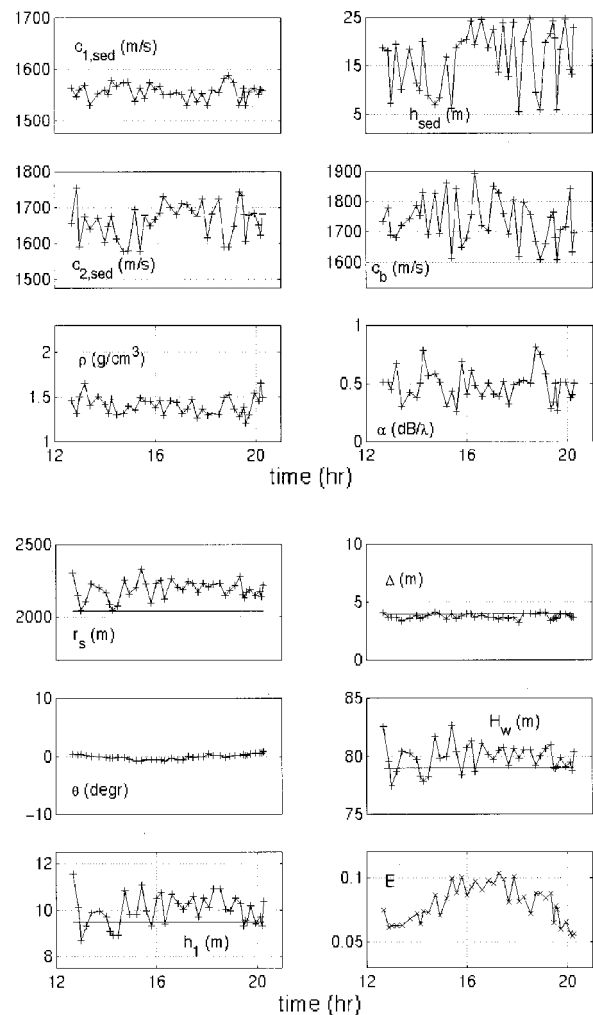 1700
1600
1500
c1,sed (m/s)
25
15
5
hsed (m)
1800
1700
1600
1500
c2,sed (m/s)
1900
1800
1700
1600
cb (m/s)
2
1.5
1
ρ (g/cm³)
12 16 20
1
0.5
0
α (dB/λ)
12 16 20
time (hr)
2500
2000
rs (m)
10
5
0
Δ (m)
10
0
−10
θ (degr)
85
80
75
Hw (m)
12
10
8
h1 (m)
12 16 20
0.1
0.05
E
12 16 20
time (hr)